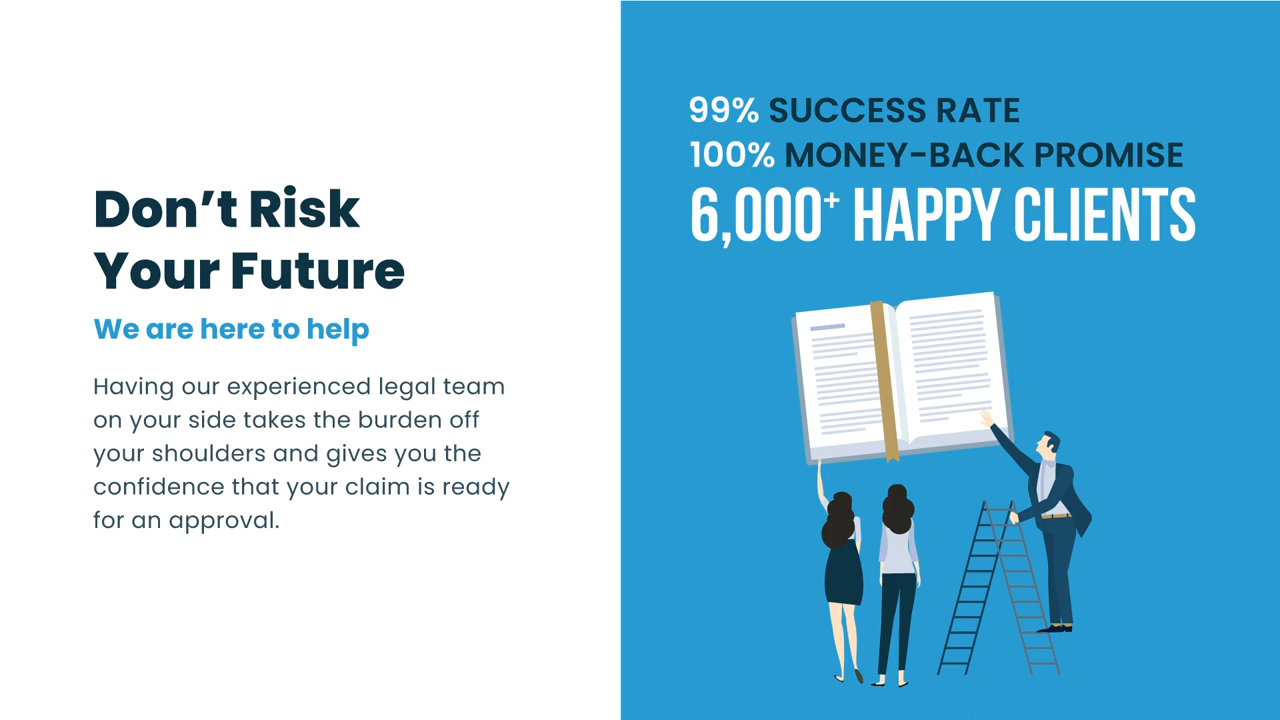 Don’t Risk
Your Future
We are here to help
Having our experienced legal team
on your side takes the burden off
your shoulders and gives you the
confidence that your claim is ready
for an approval.
99% SUCCESS RATE
100% MONEY-BACK PROMISE
6,000+ HAPPY CLIENTS